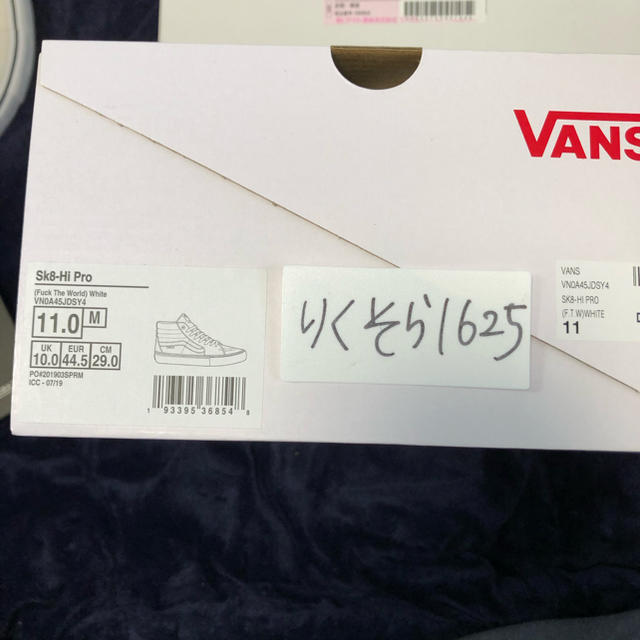 VANS
Sk8-Hi Pro
(Fuck The World) White
VN0A45JDSY4
11.0 M
UK EUR CM
10.0 44.5 29.0
PO#201903SPRM
ICC - 07/19
1 93395 36854 8
りくそら1625
VANS
VN0A45JDSY4
SK8-HI PRO
(F.T.W)WHITE
11